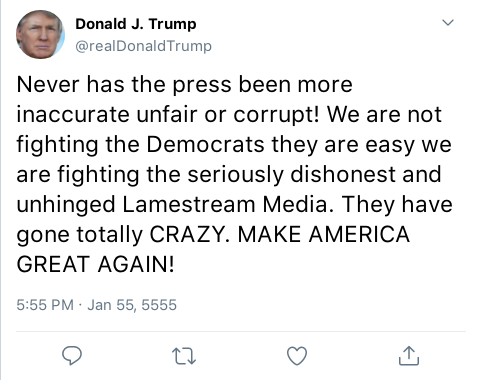 Donald J. Trump
@realDonaldTrump
Never has the press been more
inaccurate unfair or corrupt! We are not
fighting the Democrats they are easy we
are fighting the seriously dishonest and
unhinged Lamestream Media. They have
gone totally CRAZY. MAKE AMERICA
GREAT AGAIN!
5:55 PM · Jan 55, 5555